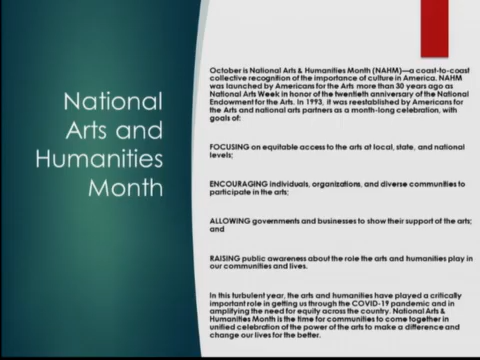 National
Arts and
Humanities
Month
October is National Arts & Humanities Month (NAHM)—a coast-to-coast
collective recognition of the importance of culture in America. NAHM
was launched by Americans for the Arts more than 30 years ago as
National Arts Week in honor of the twentieth anniversary of the National
Endowment for the Arts. In 1993, it was reestablished by Americans for
the Arts and national arts partners as a month-long celebration, with
goals of:
FOCUSING on equitable access to the arts at local, state, and national
levels;
ENCOURAGING individuals, organizations, and diverse communities to
participate in the arts;
ALLOWING governments and businesses to show their support of the arts;
and
RAISING public awareness about the role the arts and humanities play in
our communities and lives.
In this turbulent year, the arts and humanities have played a critically
important role in getting us through the COVID-19 pandemic and in
amplifying the need for equity across the country. National Arts &
Humanities Month is the time for communities to come together in
unified celebration of the power of the arts to make a difference and
change our lives for the better.